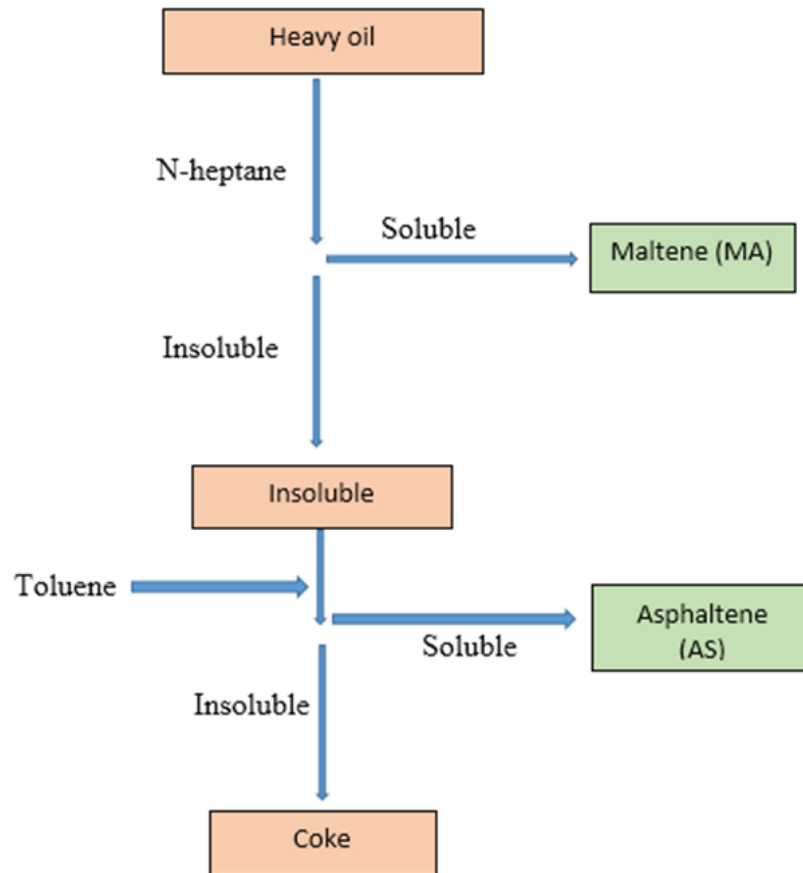 Heavy oil
N-heptane
Soluble
Maltene (MA)
Insoluble
Insoluble
Toluene
Asphaltene
(AS)
Soluble
Insoluble
Coke